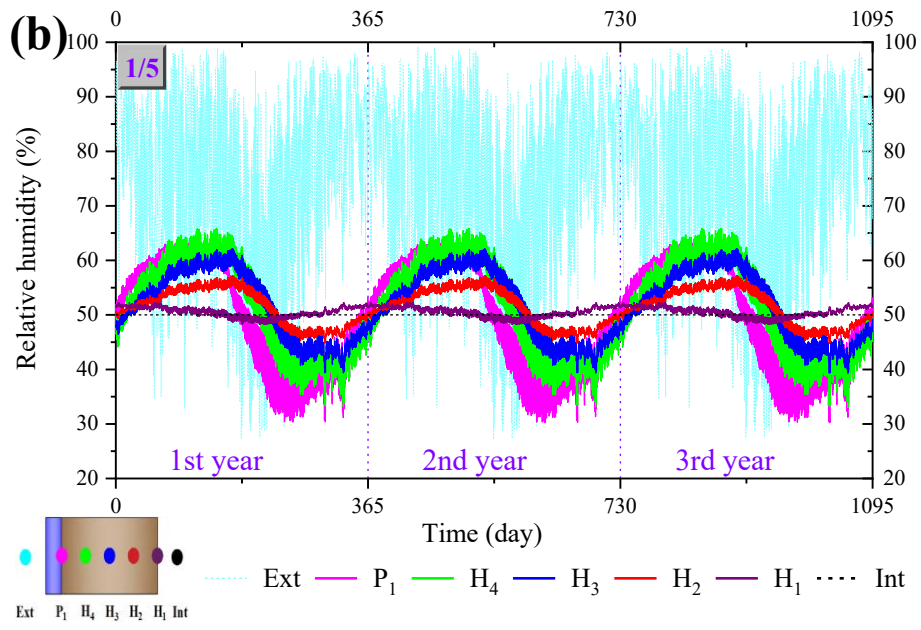 (b)
0 365 730 1095
1/5
100 100
90 90
80 80
70 70
60 60
50 50
40 40
30 30
20 20
Relative humidity (%)
1st year 2nd year 3rd year
0 365 730 1095
Time (day)
Ext P1 H4 H3 H2 H1 Int
Ext P1 H4 H3 H2 H1 Int